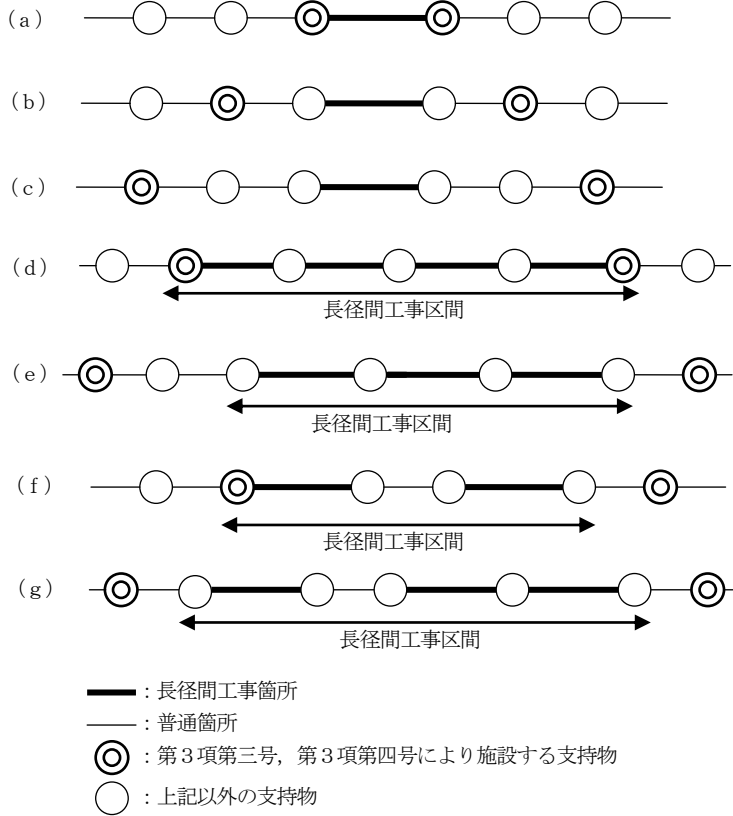 (a)
(b)
(c)
(d)
長径間工事区間
(e)
長径間工事区間
(f)
長径間工事区間
(g)
長径間工事区間
：長径間工事箇所
：普通箇所
：第３項第三号，第３項第四号により施設する支持物
：上記以外の支持物